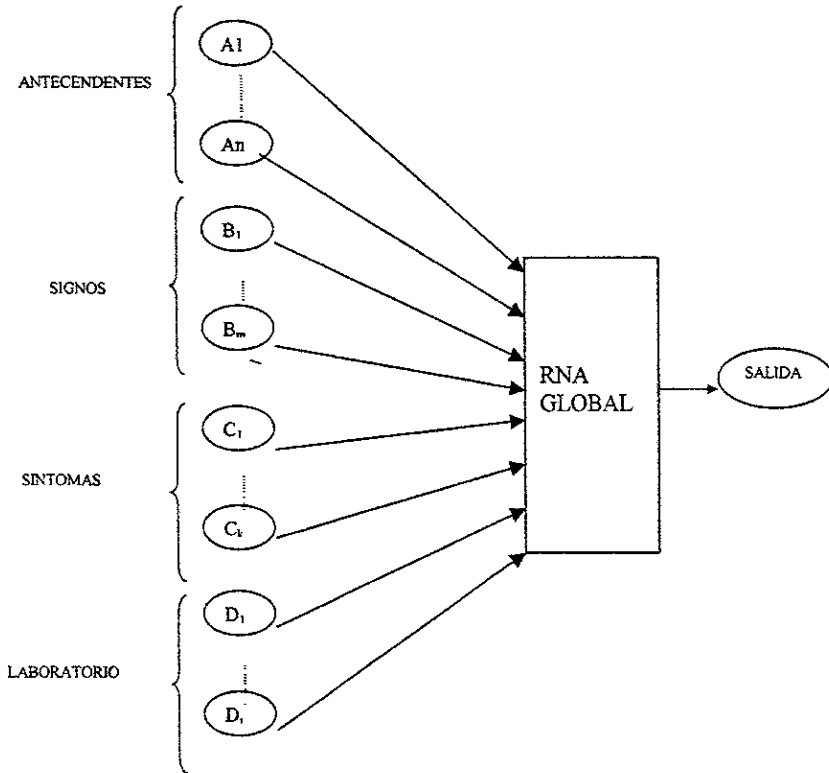 ANTECENDENTES
A1
An
SIGNOS
B₁
Bₘ
SINTOMAS
C₁
Cₖ
LABORATORIO
D₁
RNA
GLOBAL
SALIDA